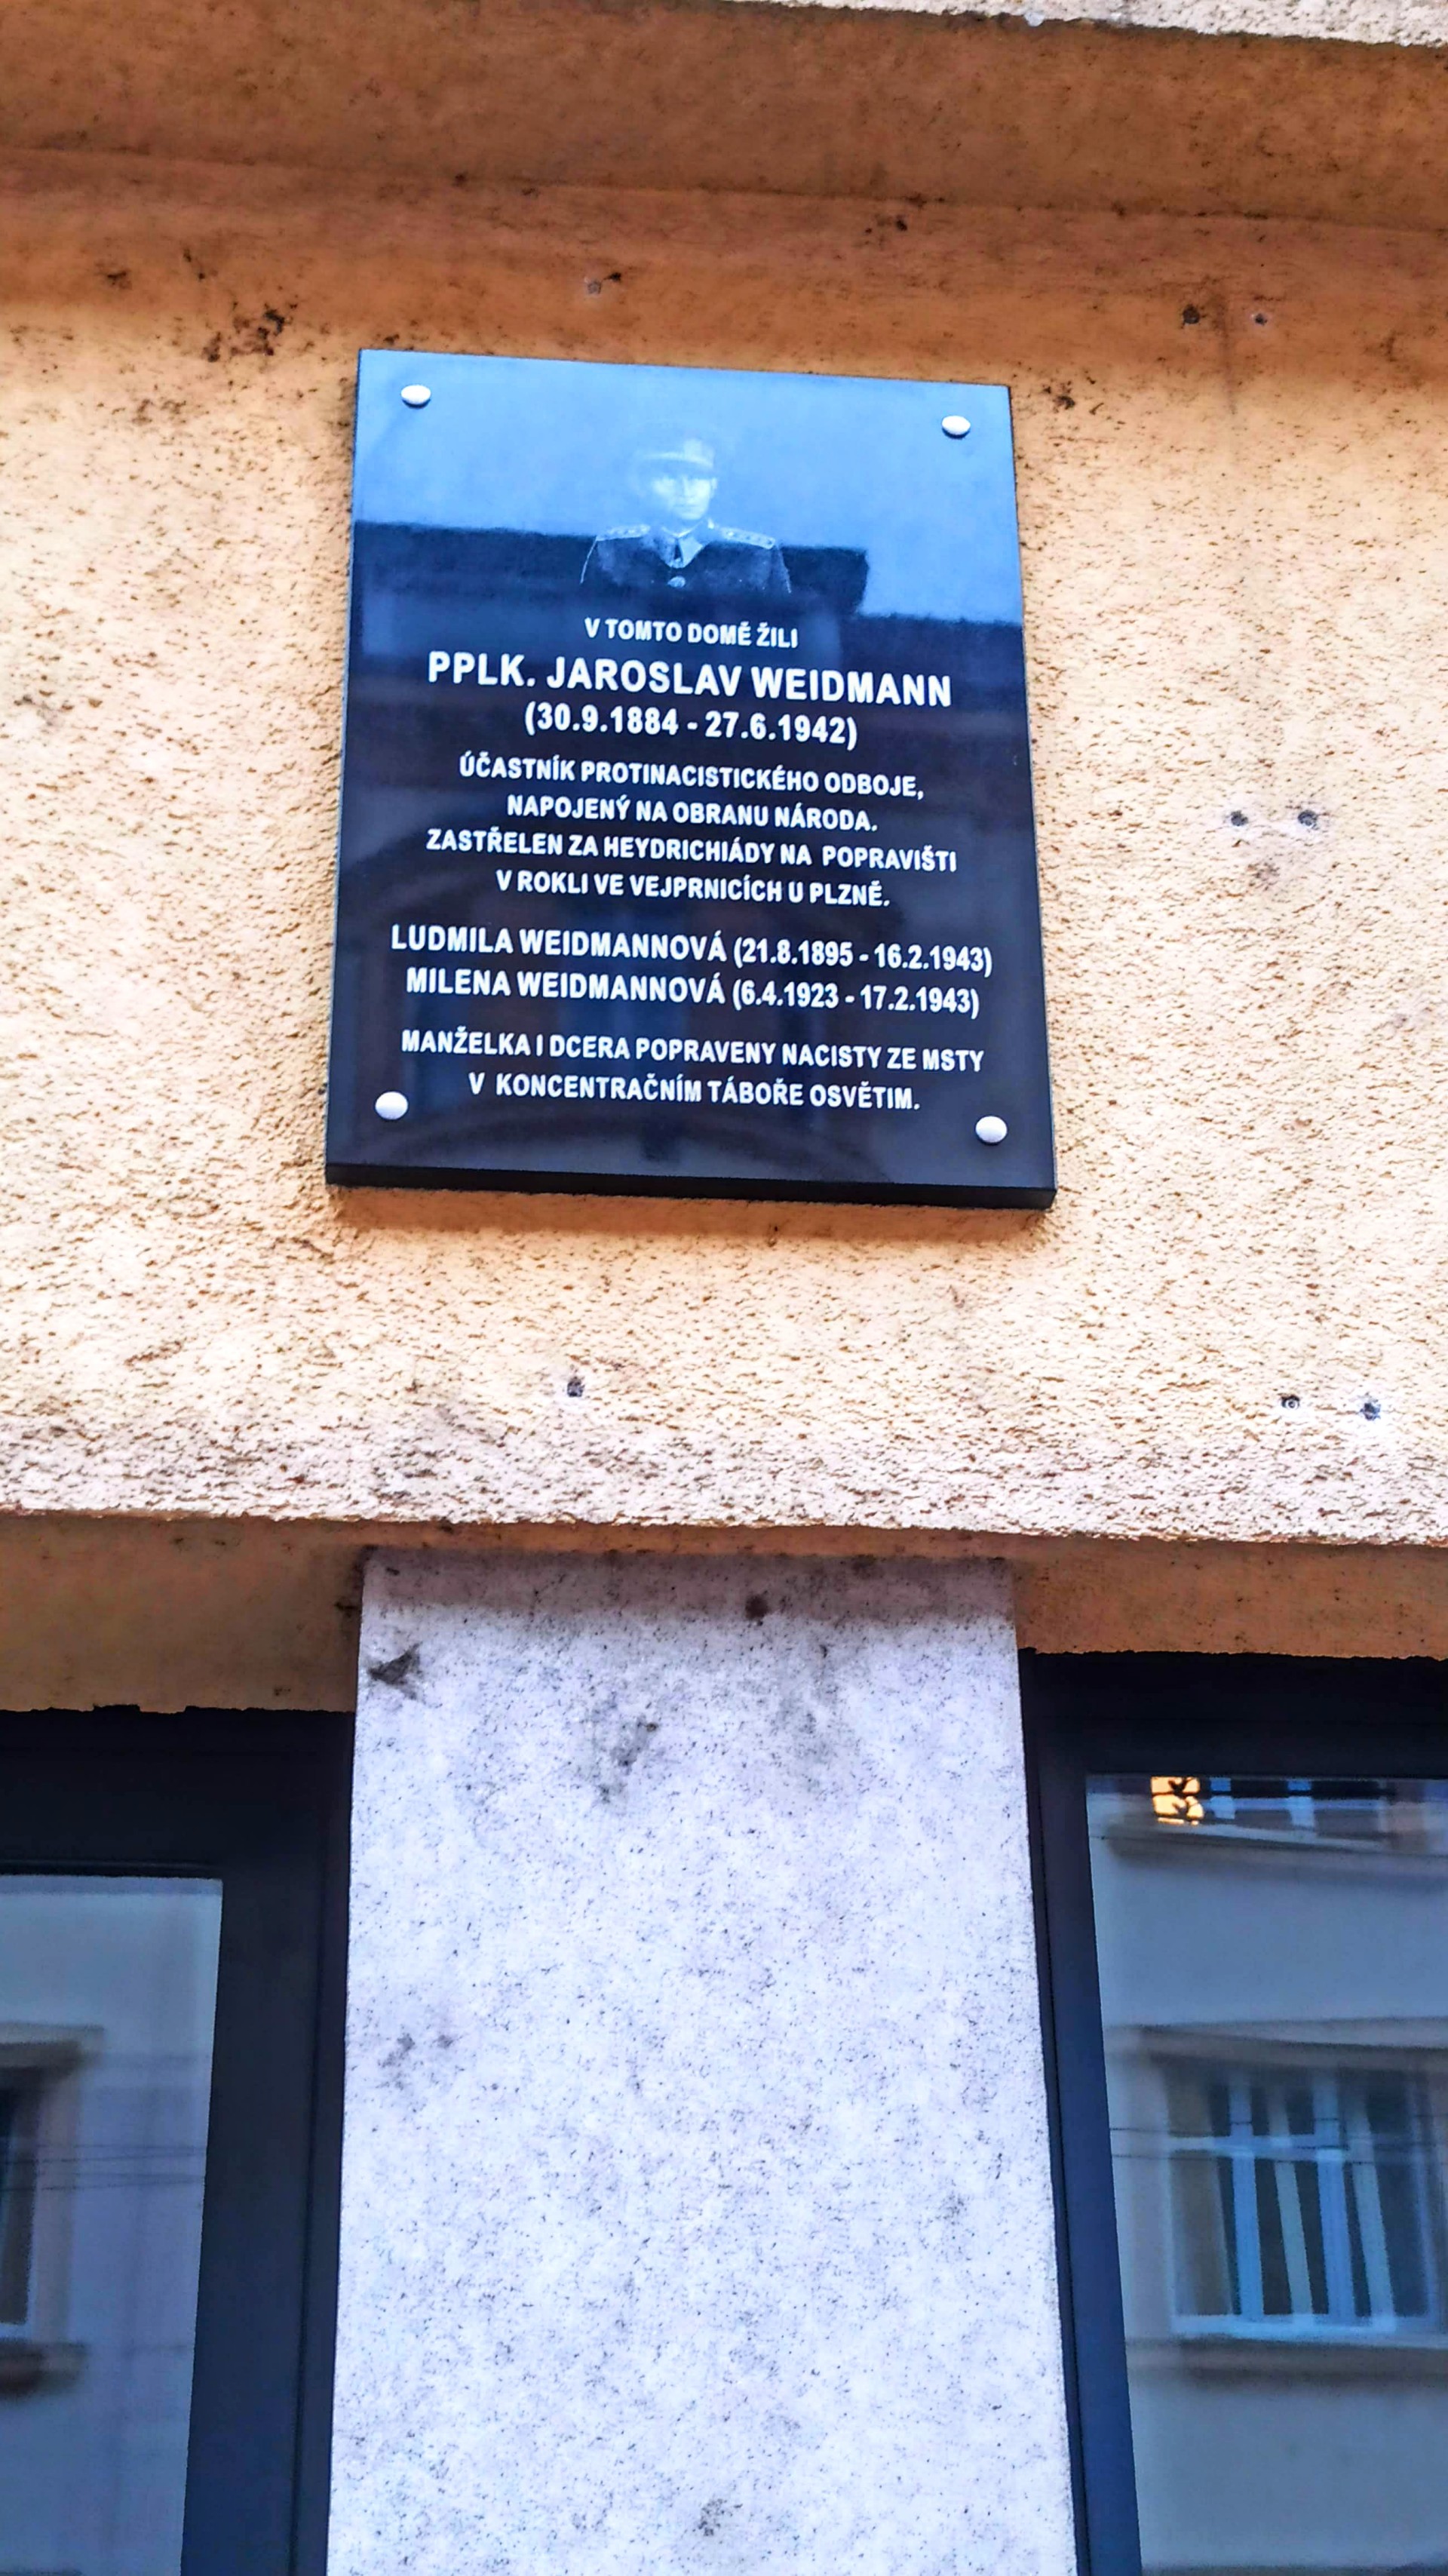 V TOMTO DOMĚ ŽILI
PPLK. JAROSLAV WEIDMANN
(30.9.1884 - 27.6.1942)
ÚČASTNÍK PROTINACISTICKÉHO ODBOJE,
NAPOJENÝ NA OBRANU NÁRODA.
ZASTŘELEN ZA HEYDRICHIÁDY NA POPRAVIŠTI
V ROKLI VE VEJPRNICÍCH U PLZNĚ.
LUDMILA WEIDMANNOVÁ (21.8.1895 - 16.2.1943)
MILENA WEIDMANNOVÁ (6.4.1923 - 17.2.1943)
MANŽELKA I DCERA POPRAVENY NACISTY ZE MSTY
V KONCENTRAČNÍM TÁBOŘE OSVĚTIM.